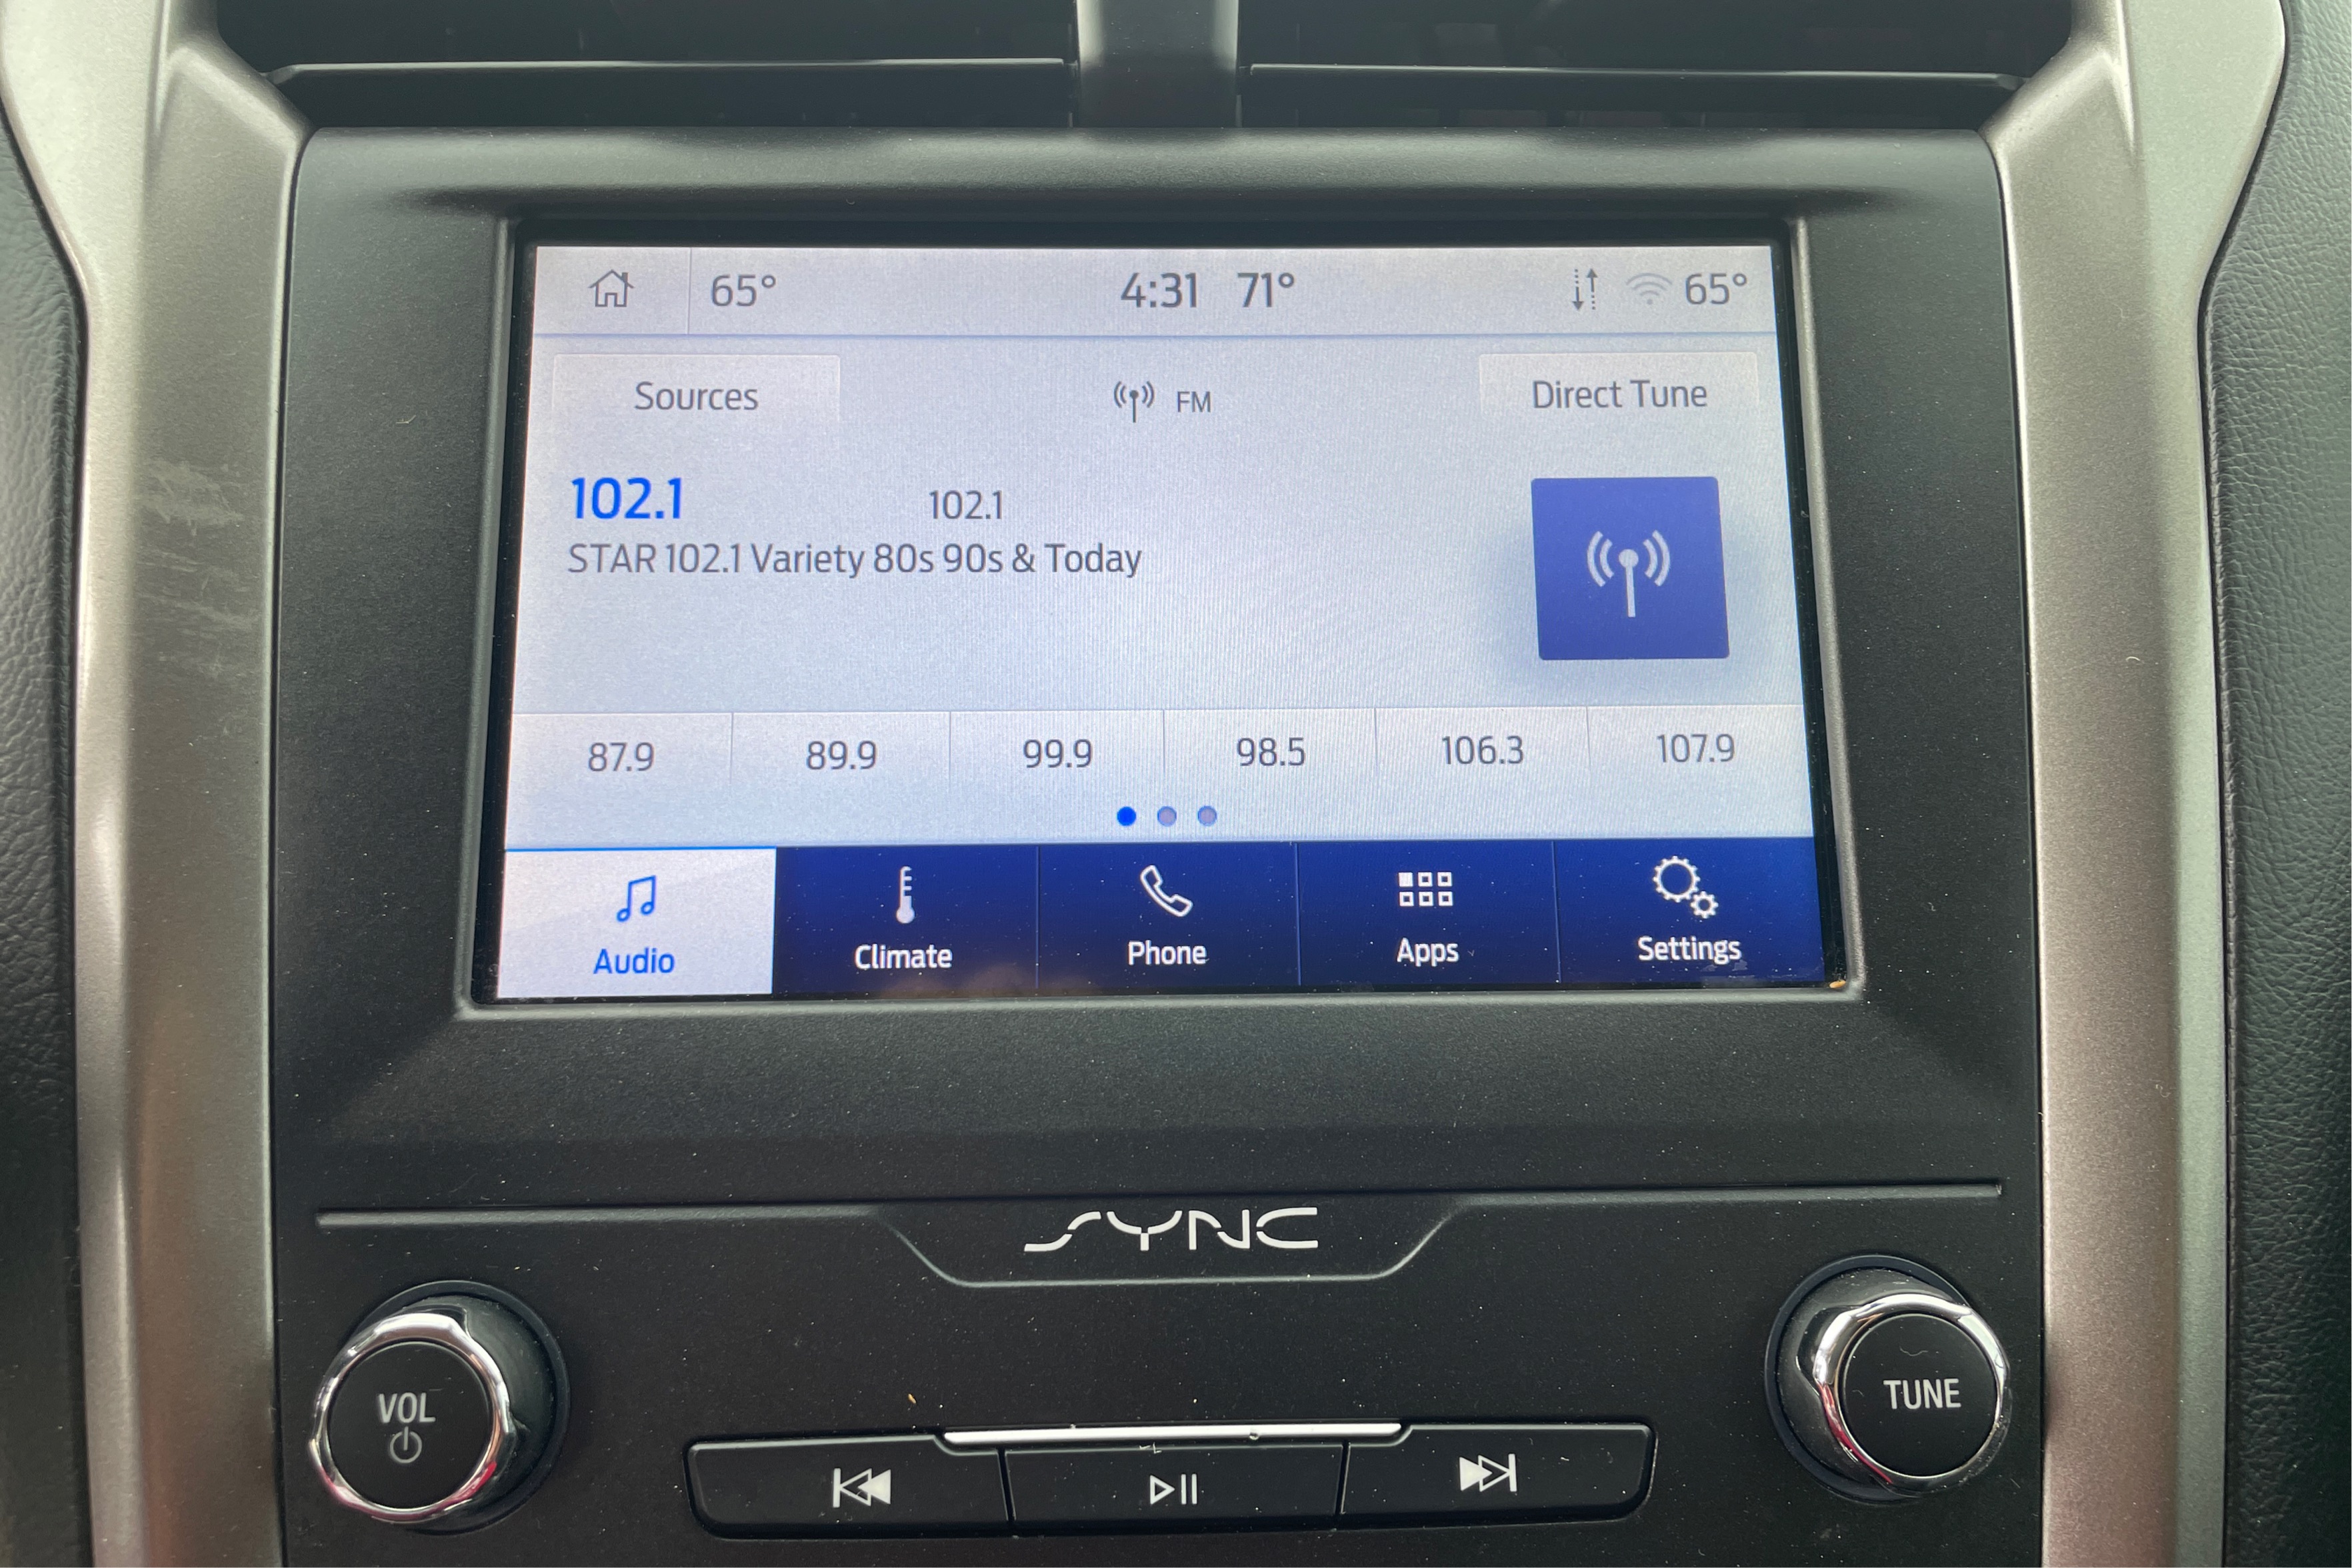 65° 4:31 71° 65°
Sources FM Direct Tune
102.1 102.1
STAR 102.1 Variety 80s 90s & Today
87.9 89.9 99.9 98.5 106.3 107.9
Audio Climate Phone Apps Settings
SYNC
VOL TUNE